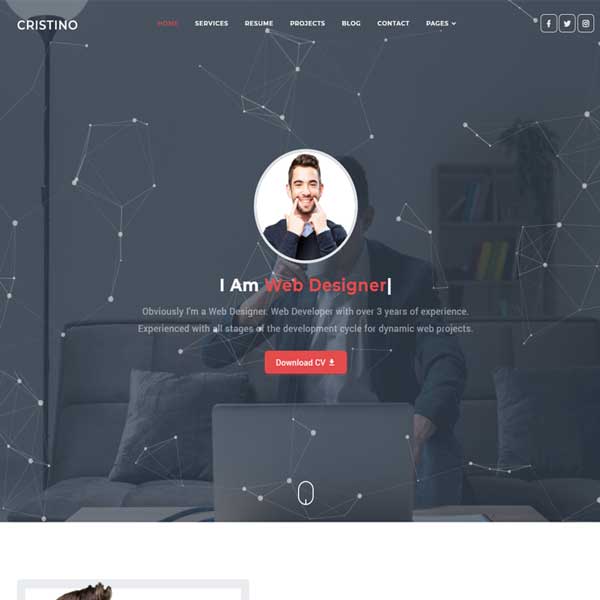 CRISTINO
HOME SERVICES RESUME PROJECTS BLOG CONTACT PAGES
I Am Web Designer|
Obviously I'm a Web Designer. Web Developer with over 3 years of experience.
Experienced with all stages of the development cycle for dynamic web projects.
Download CV